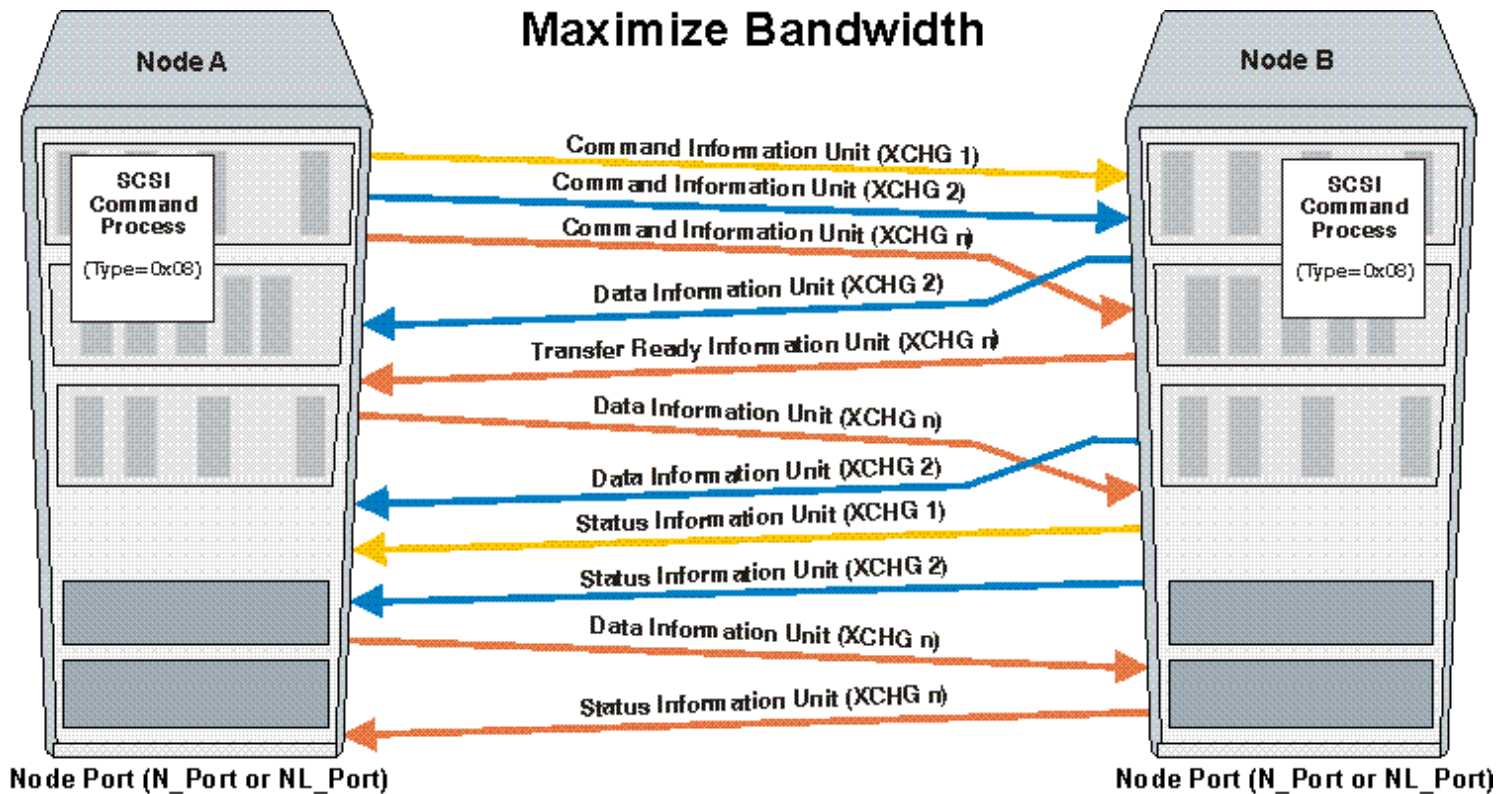 Maximize Bandwidth
Node A
Node B
SCSI
Command
Process
(Type=0x08)
SCSI
Command
Process
(Type=0x08)
Command Information Unit (XCHG 1)
Command Information Unit (XCHG 2)
Command Information Unit (XCHG n)
Data Information Unit (XCHG 2)
Transfer Ready Information Unit (XCHG n)
Data Information Unit (XCHG n)
Data Information Unit (XCHG 2)
Status Information Unit (XCHG 1)
Status Information Unit (XCHG 2)
Data Information Unit (XCHG n)
Status Information Unit (XCHG n)
Node Port (N_Port or NL_Port)
Node Port (N_Port or NL_Port)